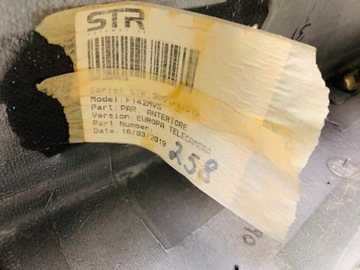 STR
Model: F142MVS
Part: PAR. ANTERIORE
Version: EUROPA TELECAMERA
Part Number:
Date: 16/03/2019
258